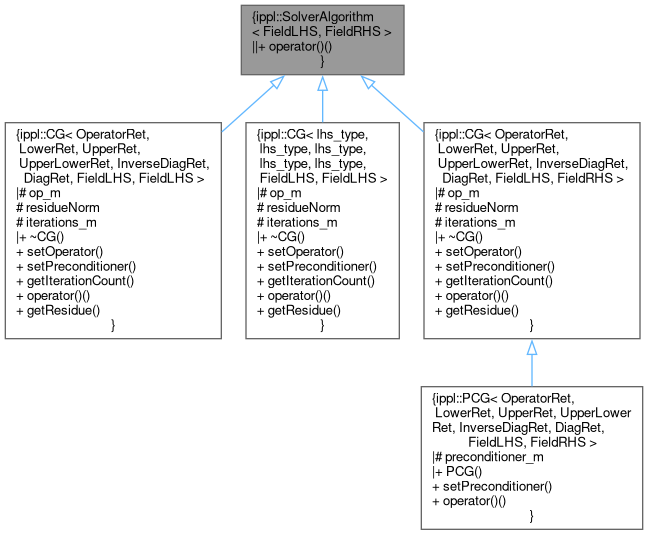 {ippl::SolverAlgorithm
< FieldLHS, FieldRHS >
||+ operator()()
}
{ippl::CG< OperatorRet,
LowerRet, UpperRet,
UpperLowerRet, InverseDiagRet,
DiagRet, FieldLHS, FieldLHS >
|# op_m
# residueNorm
# iterations_m
|+ ~CG()
+ setOperator()
+ setPreconditioner()
+ getIterationCount()
+ operator()()
+ getResidue()
}
{ippl::CG< lhs_type,
lhs_type, lhs_type,
lhs_type, lhs_type,
FieldLHS, FieldLHS >
|# op_m
# residueNorm
# iterations_m
|+ ~CG()
+ setOperator()
+ setPreconditioner()
+ getIterationCount()
+ operator()()
+ getResidue()
}
{ippl::CG< OperatorRet,
LowerRet, UpperRet,
UpperLowerRet, InverseDiagRet,
DiagRet, FieldLHS, FieldRHS >
|# op_m
# residueNorm
# iterations_m
|+ ~CG()
+ setOperator()
+ setPreconditioner()
+ getIterationCount()
+ operator()()
+ getResidue()
}
{ippl::PCG< OperatorRet,
LowerRet, UpperRet, UpperLower
Ret, InverseDiagRet, DiagRet,
FieldLHS, FieldRHS >
|# preconditioner_m
|+ PCG()
+ setPreconditioner()
+ operator()()
}